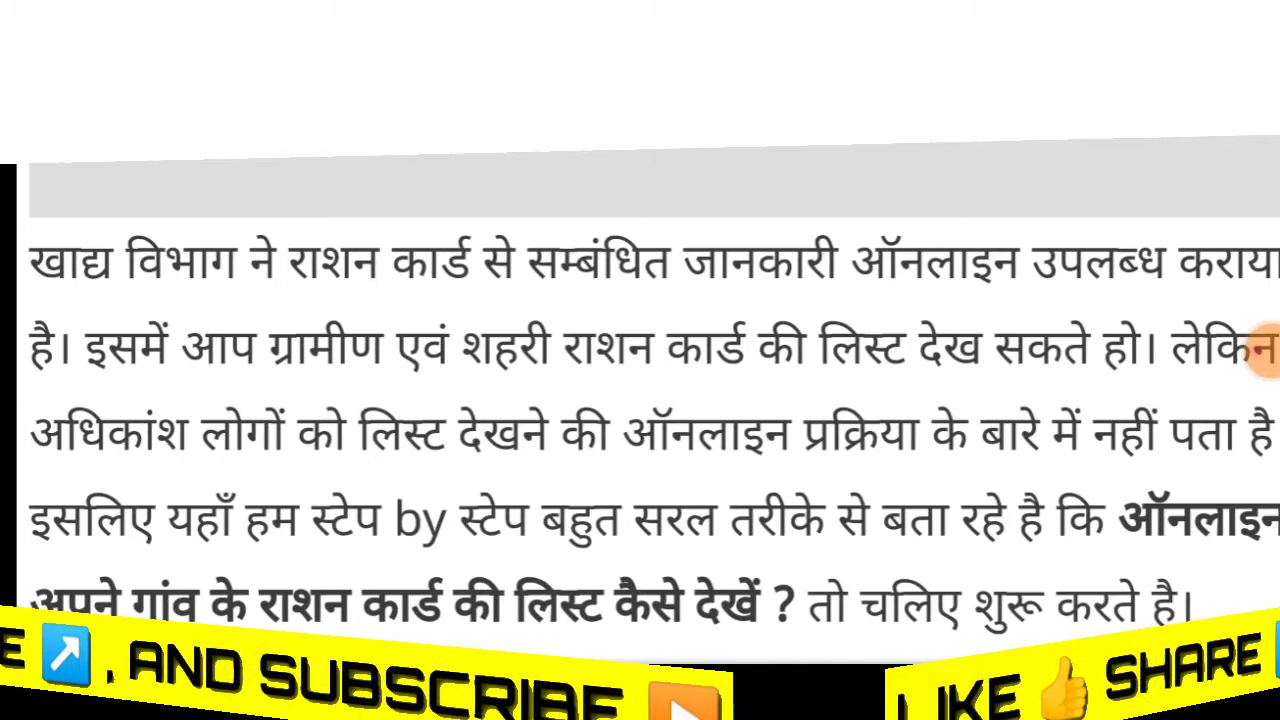 खाद्य विभाग ने राशन कार्ड से सम्बंधित जानकारी ऑनलाइन उपलब्ध कराया
है। इसमें आप ग्रामीण एवं शहरी राशन कार्ड की लिस्ट देख सकते हो। लेकिन
अधिकांश लोगों को लिस्ट देखने की ऑनलाइन प्रक्रिया के बारे में नहीं पता है
इसलिए यहाँ हम स्टेप by स्टेप बहुत सरल तरीके से बता रहे है कि ऑनलाइन
अपने गांव के राशन कार्ड की लिस्ट कैसे देखें ? तो चलिए शुरू करते है।
E ↗️ , AND SUBSCRIBE ▶️ LIKE 👍 SHARE